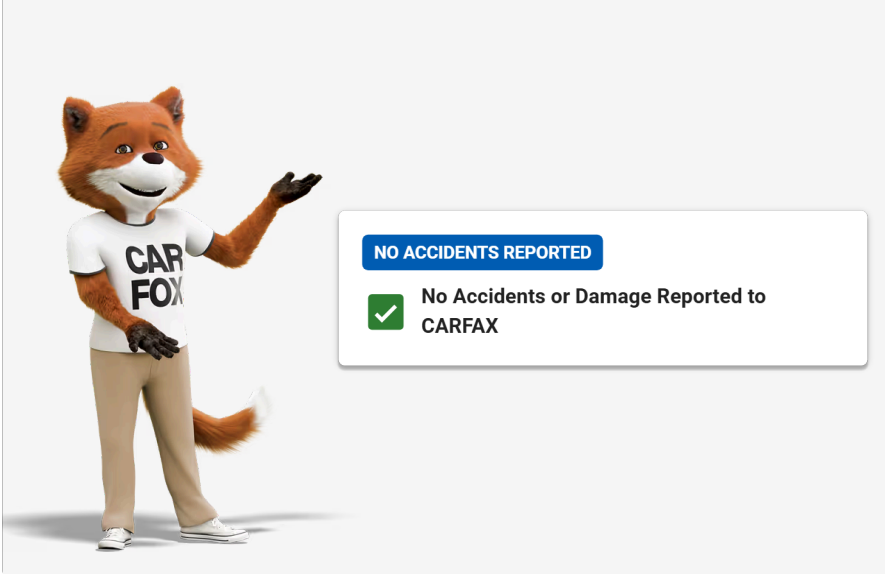 CAR
FOX
NO ACCIDENTS REPORTED
No Accidents or Damage Reported to
CARFAX